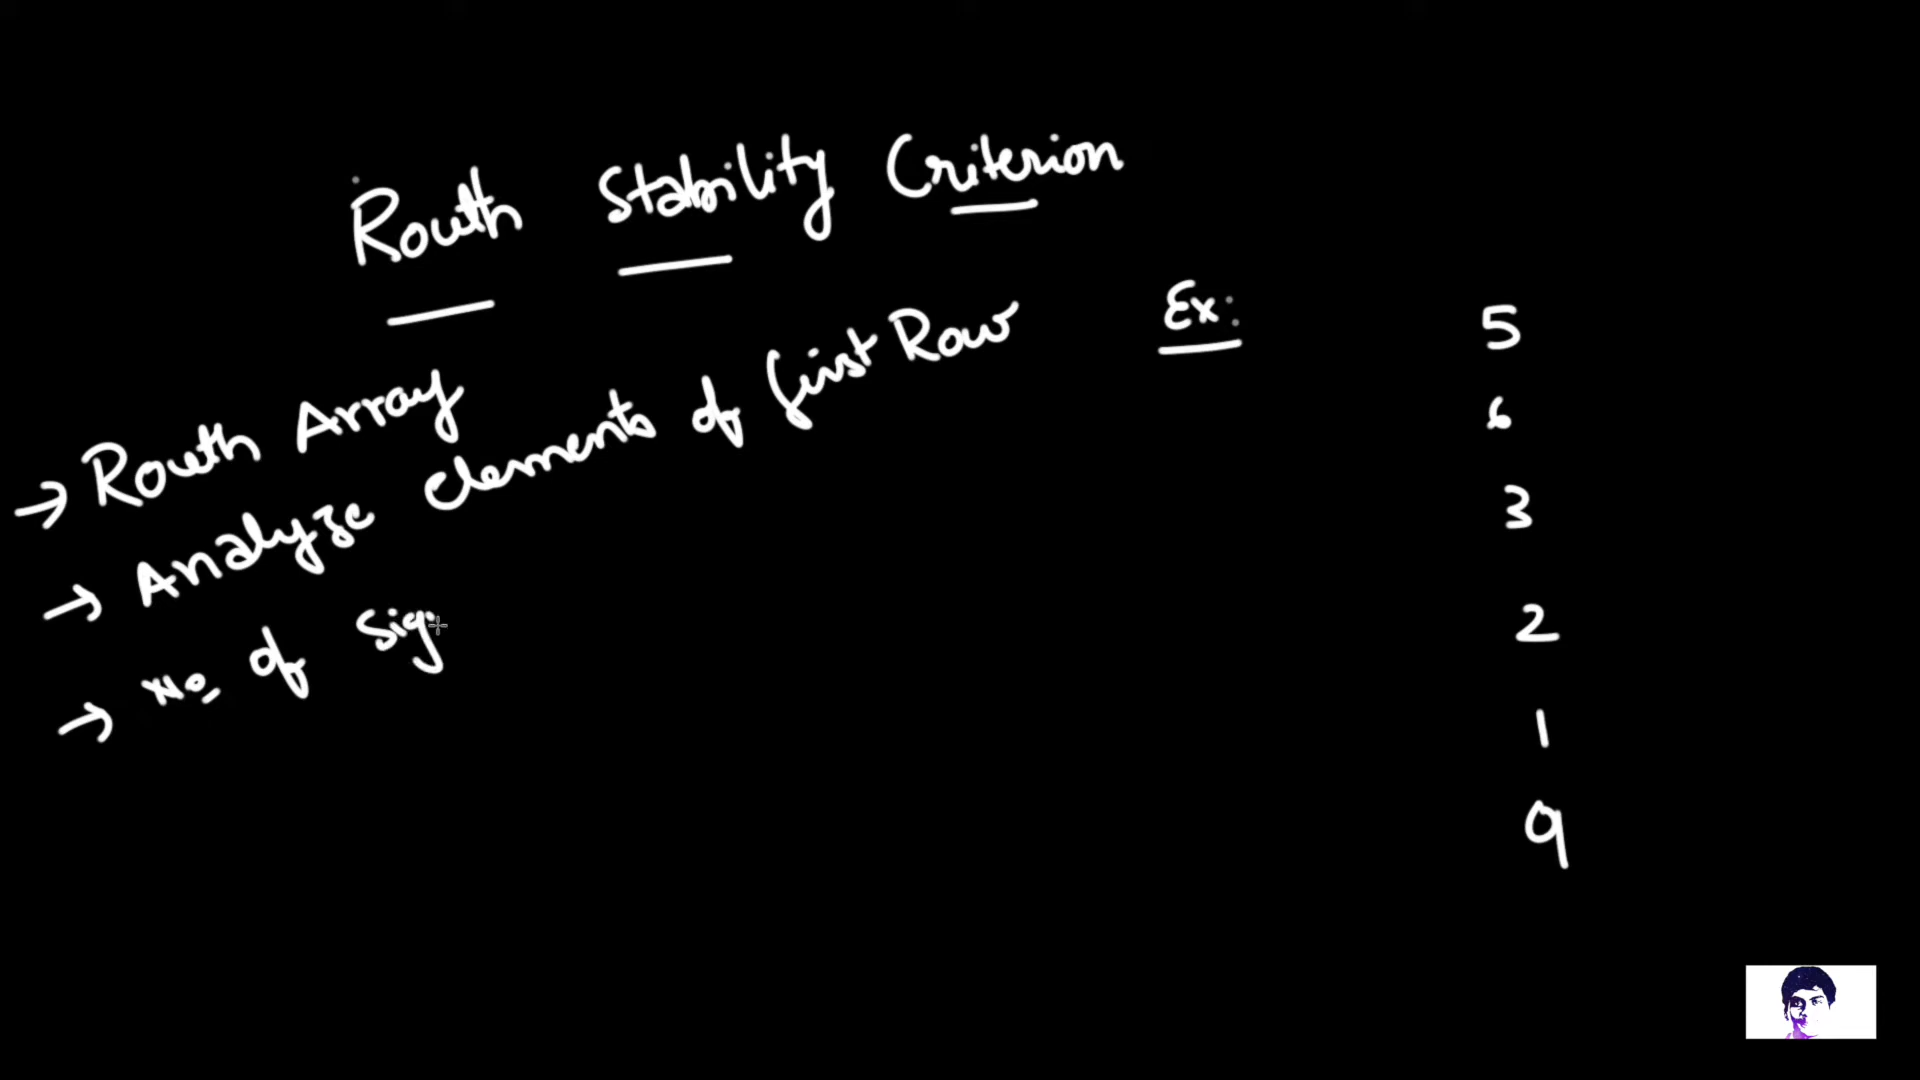 Routh Stability Criterion
→ Routh Array
→ Analyze elements of first Row
→ No of Sig
Ex:
5
6
3
2
1
9